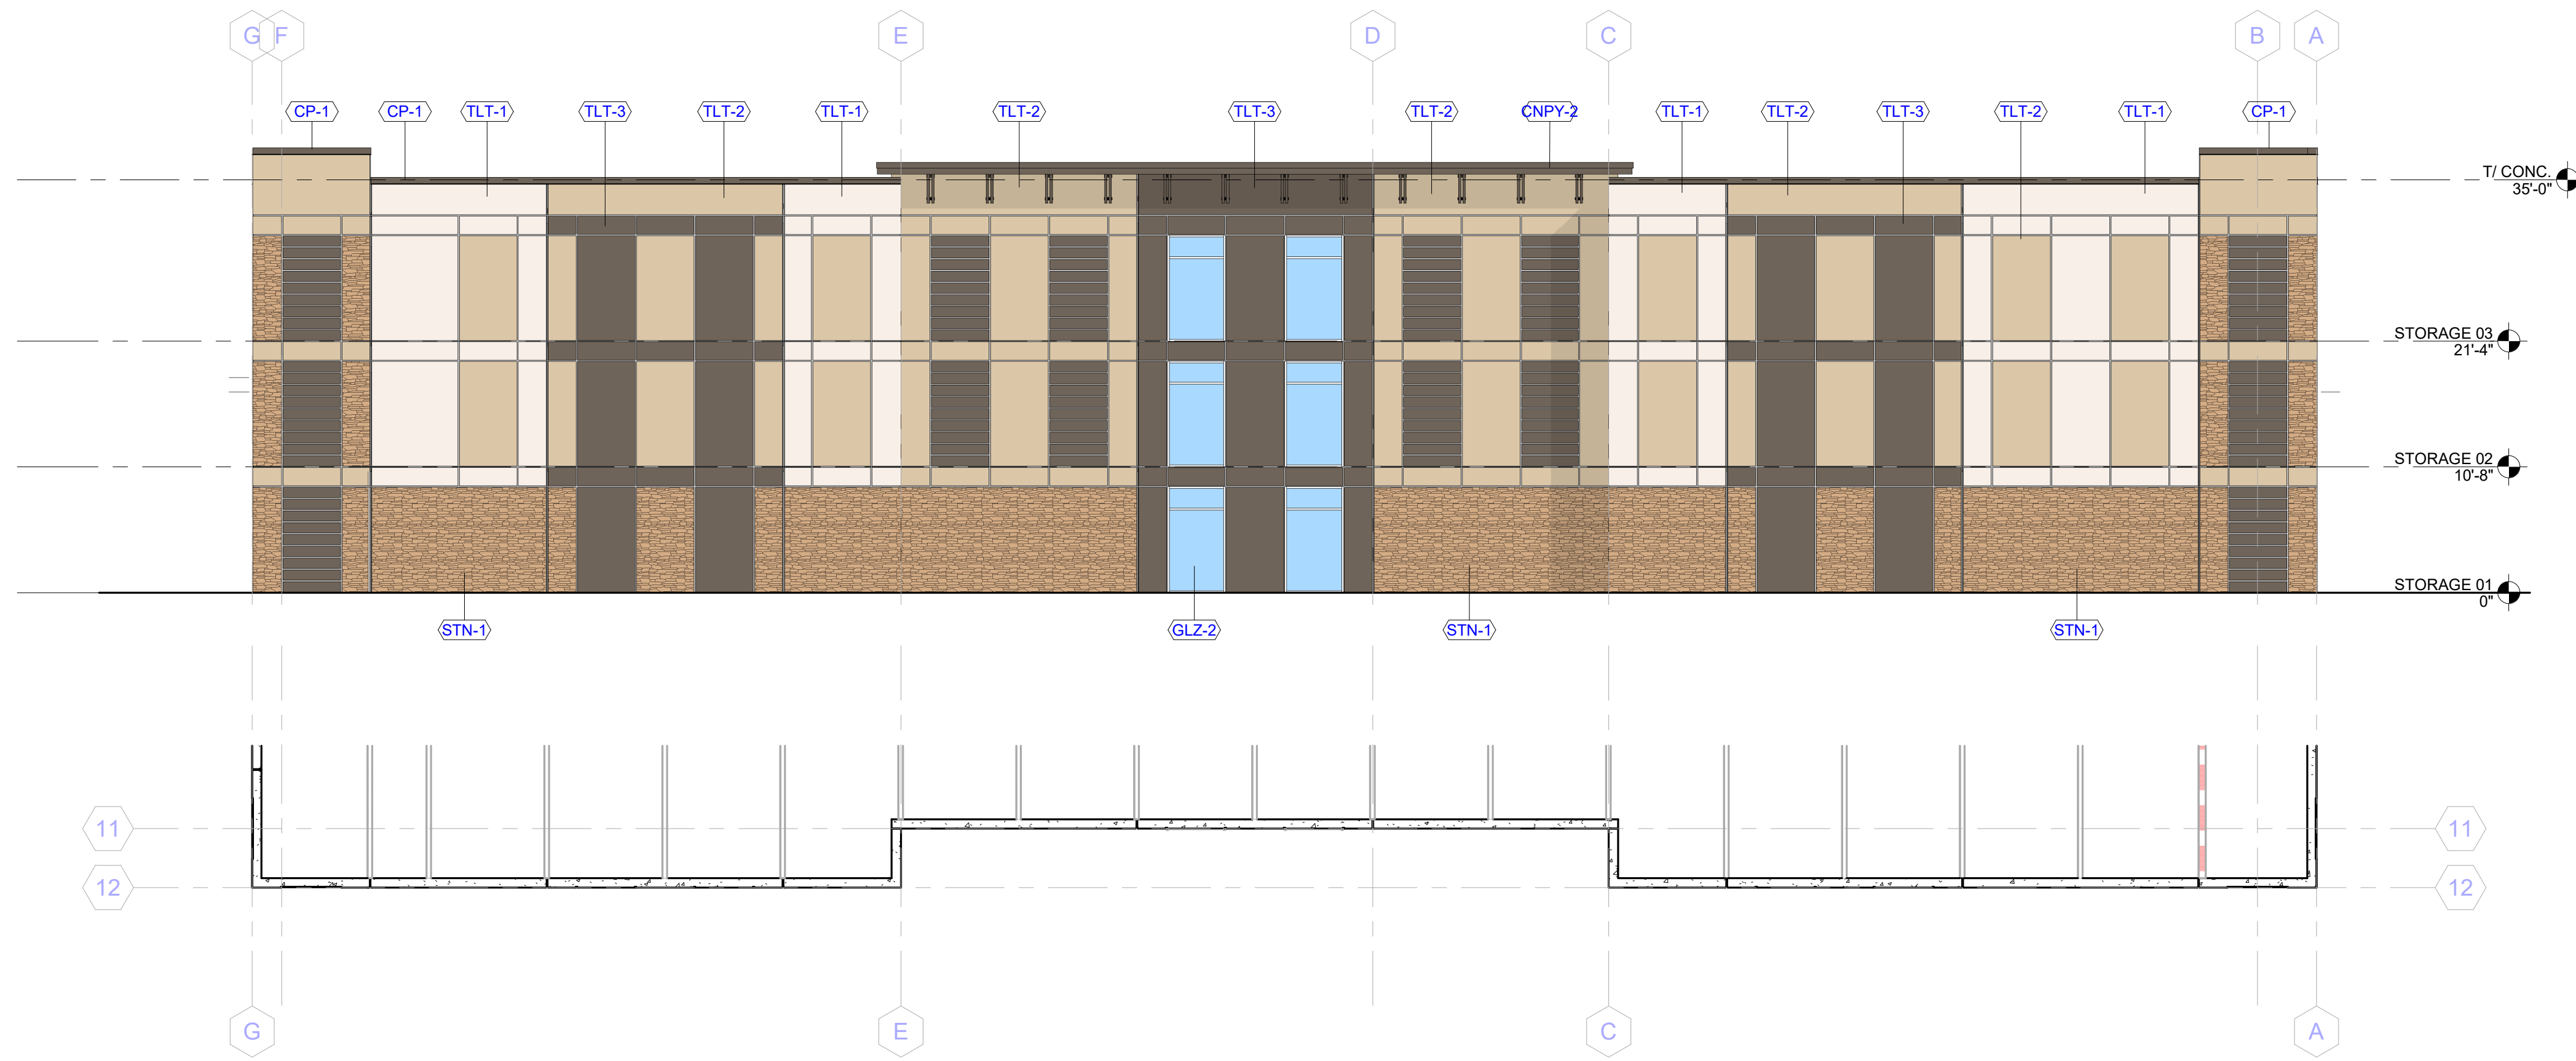 G F E D C B A
CP-1 CP-1 TLT-1 TLT-3 TLT-2 TLT-1 TLT-2 TLT-3 TLT-2 CNPY-2 TLT-1 TLT-2 TLT-3 TLT-2 TLT-1 CP-1
T/ CONC.
35'-0"
STORAGE 03
21'-4"
STORAGE 02
10'-8"
STORAGE 01
0"
STN-1 GLZ-2 STN-1 STN-1
11 11
12 12
G E C A